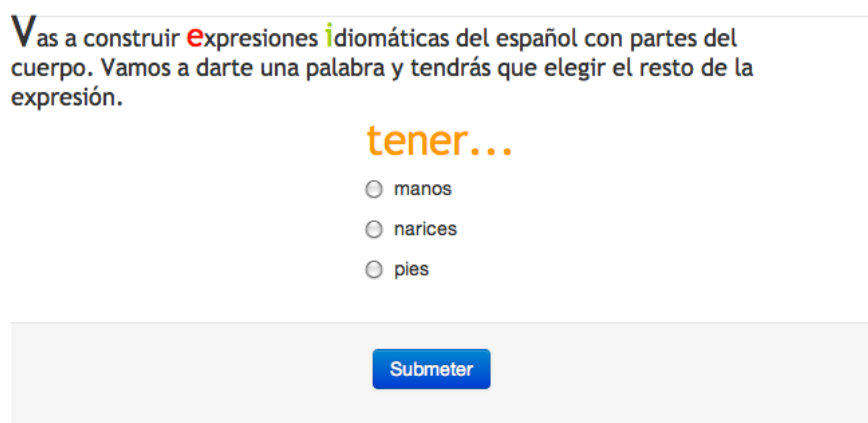 Vas a construir expresiones idiomáticas del español con partes del
cuerpo. Vamos a darte una palabra y tendrás que elegir el resto de la
expresión.
tener...
manos
narices
pies
Submeter